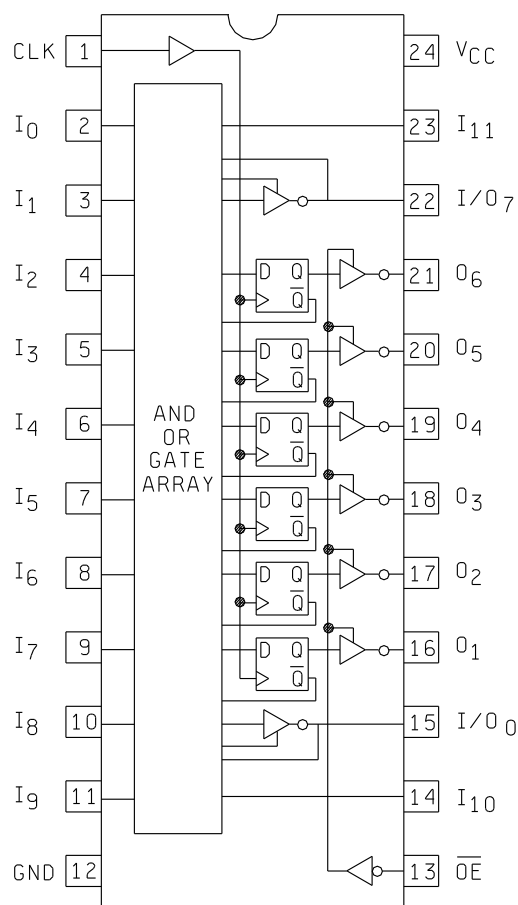 CLK 1 24 VCC
I0 2 23 I11
I1 3 22 I/O7
I2 4 D Q Q̅ 21 O6
I3 5 D Q Q̅ 20 O5
I4 6 D Q Q̅ 19 O4
AND
OR
GATE
ARRAY
I5 7 D Q Q̅ 18 O3
I6 8 D Q Q̅ 17 O2
I7 9 D Q Q̅ 16 O1
I8 10 15 I/O0
I9 11 14 I10
GND 12 13 O̅E̅